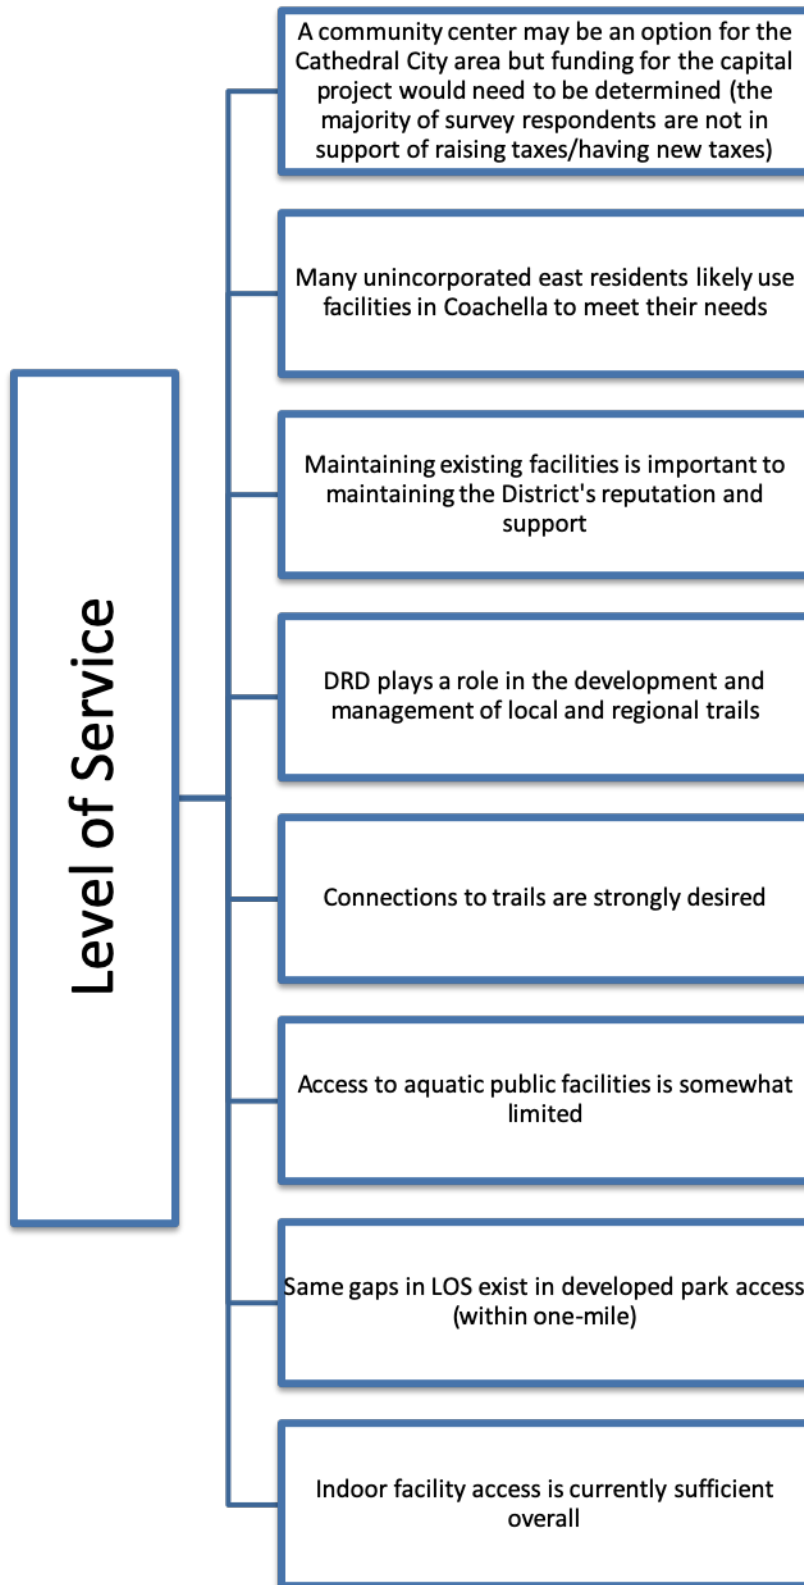 Level of Service
A community center may be an option for the
Cathedral City area but funding for the capital
project would need to be determined (the
majority of survey respondents are not in
support of raising taxes/having new taxes)
Many unincorporated east residents likely use
facilities in Coachella to meet their needs
Maintaining existing facilities is important to
maintaining the District's reputation and
support
DRD plays a role in the development and
management of local and regional trails
Connections to trails are strongly desired
Access to aquatic public facilities is somewhat
limited
Same gaps in LOS exist in developed park access
(within one-mile)
Indoor facility access is currently sufficient
overall